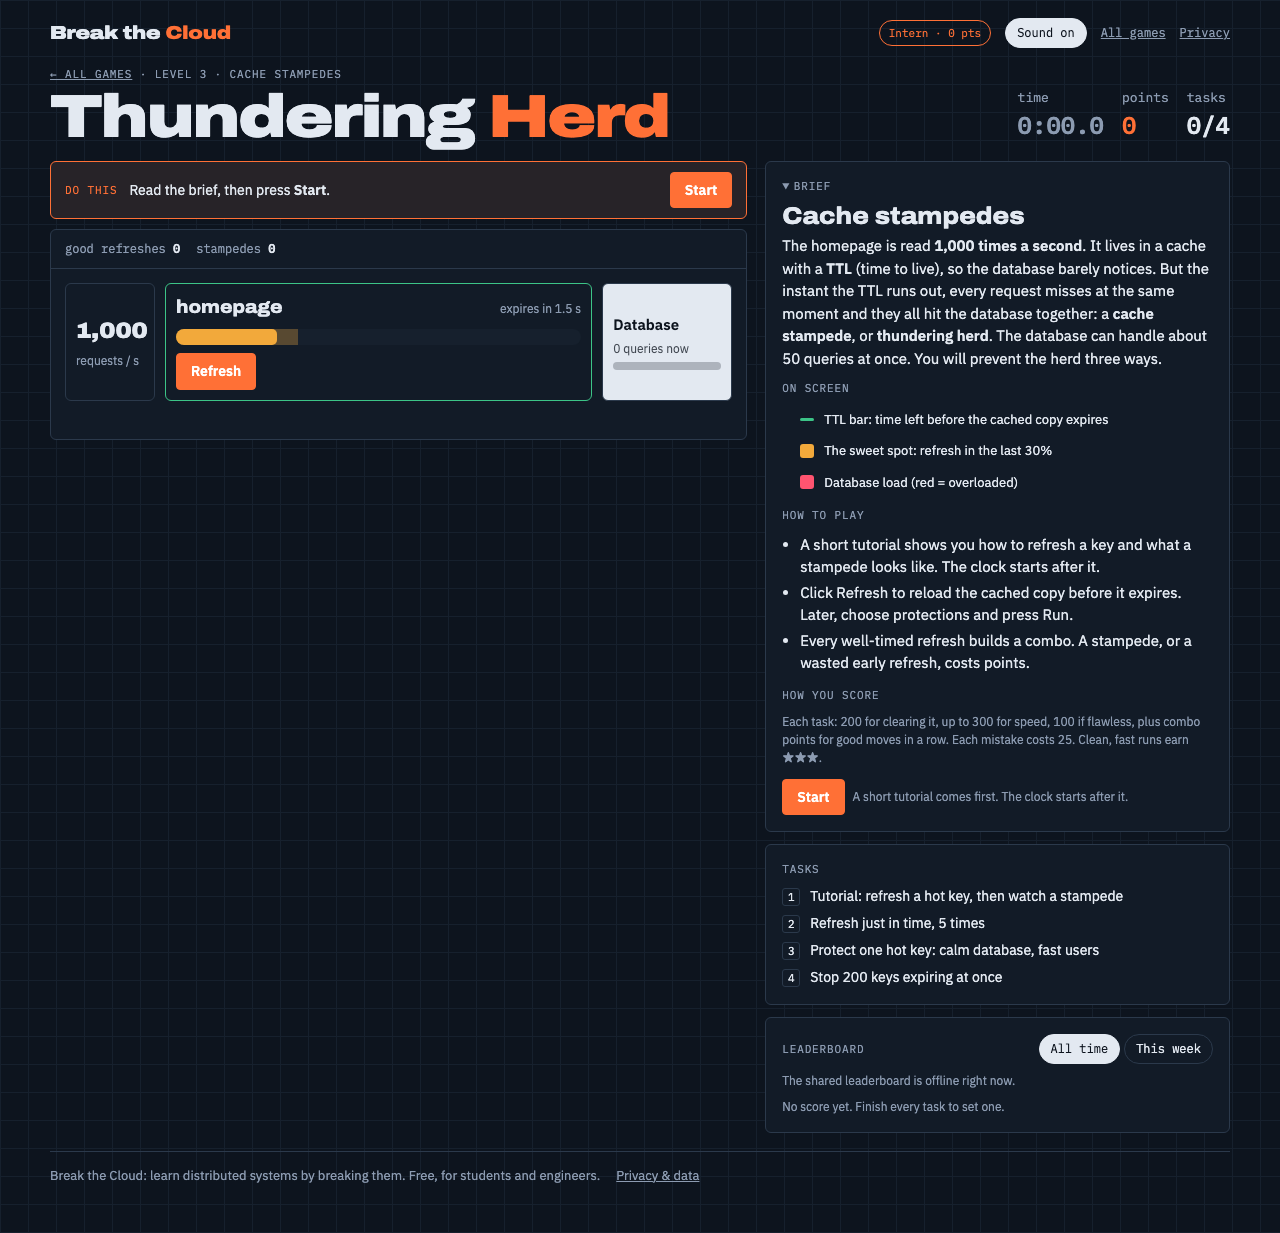 Break the Cloud
Intern · 0 pts
Sound on
All games
Privacy
← ALL GAMES · LEVEL 3 · CACHE STAMPEDES
Thundering Herd
time
0:00.0
points
0
tasks
0/4
DO THIS Read the brief, then press Start.
Start
good refreshes 0 stampedes 0
1,000
requests / s
homepage
expires in 1.5 s
Refresh
Database
0 queries now
▼ BRIEF
Cache stampedes
The homepage is read 1,000 times a second. It lives in a cache
with a TTL (time to live), so the database barely notices. But the
instant the TTL runs out, every request misses at the same
moment and they all hit the database together: a cache
stampede, or thundering herd. The database can handle about
50 queries at once. You will prevent the herd three ways.
ON SCREEN
TTL bar: time left before the cached copy expires
The sweet spot: refresh in the last 30%
Database load (red = overloaded)
HOW TO PLAY
• A short tutorial shows you how to refresh a key and what a
stampede looks like. The clock starts after it.
• Click Refresh to reload the cached copy before it expires.
Later, choose protections and press Run.
• Every well-timed refresh builds a combo. A stampede, or a
wasted early refresh, costs points.
HOW YOU SCORE
Each task: 200 for clearing it, up to 300 for speed, 100 if flawless, plus combo
points for good moves in a row. Each mistake costs 25. Clean, fast runs earn
★★★.
Start
A short tutorial comes first. The clock starts after it.
TASKS
1 Tutorial: refresh a hot key, then watch a stampede
2 Refresh just in time, 5 times
3 Protect one hot key: calm database, fast users
4 Stop 200 keys expiring at once
LEADERBOARD
All time
This week
The shared leaderboard is offline right now.
No score yet. Finish every task to set one.
Break the Cloud: learn distributed systems by breaking them. Free, for students and engineers.
Privacy & data